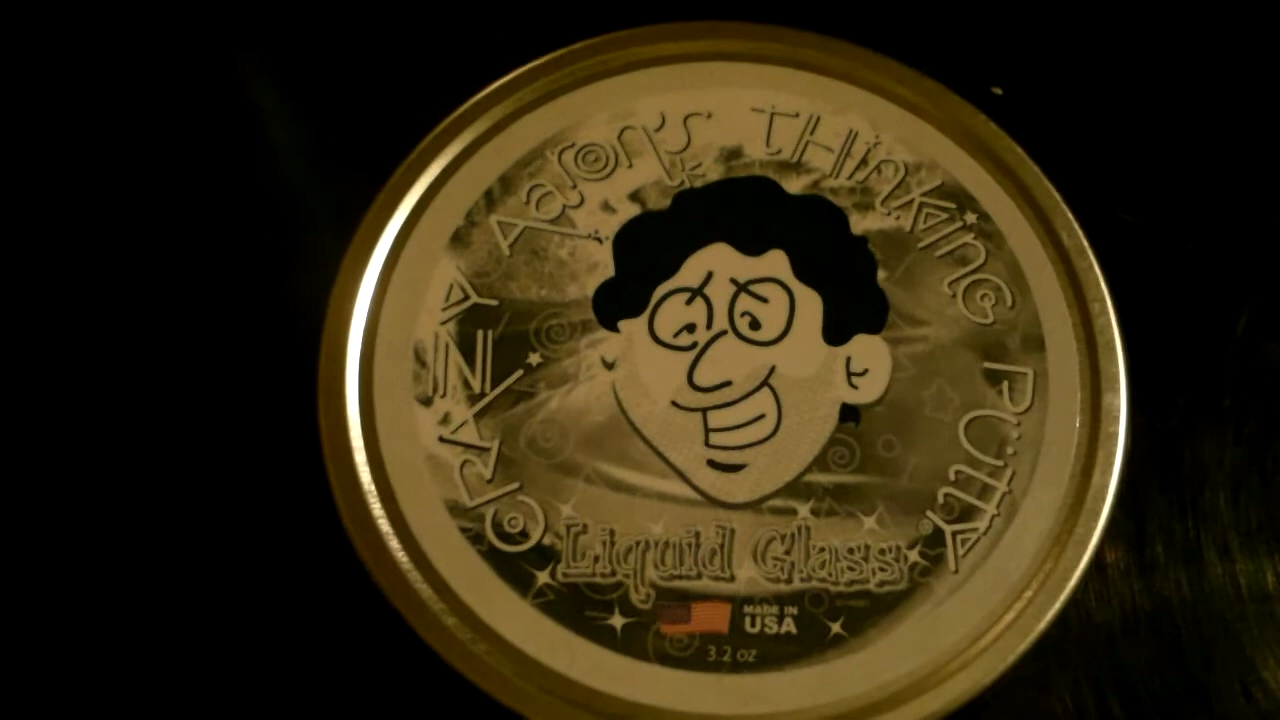 CRAZY Aaron's THINKING PUTTY®
Liquid Glass
MADE IN
USA
3.2 oz